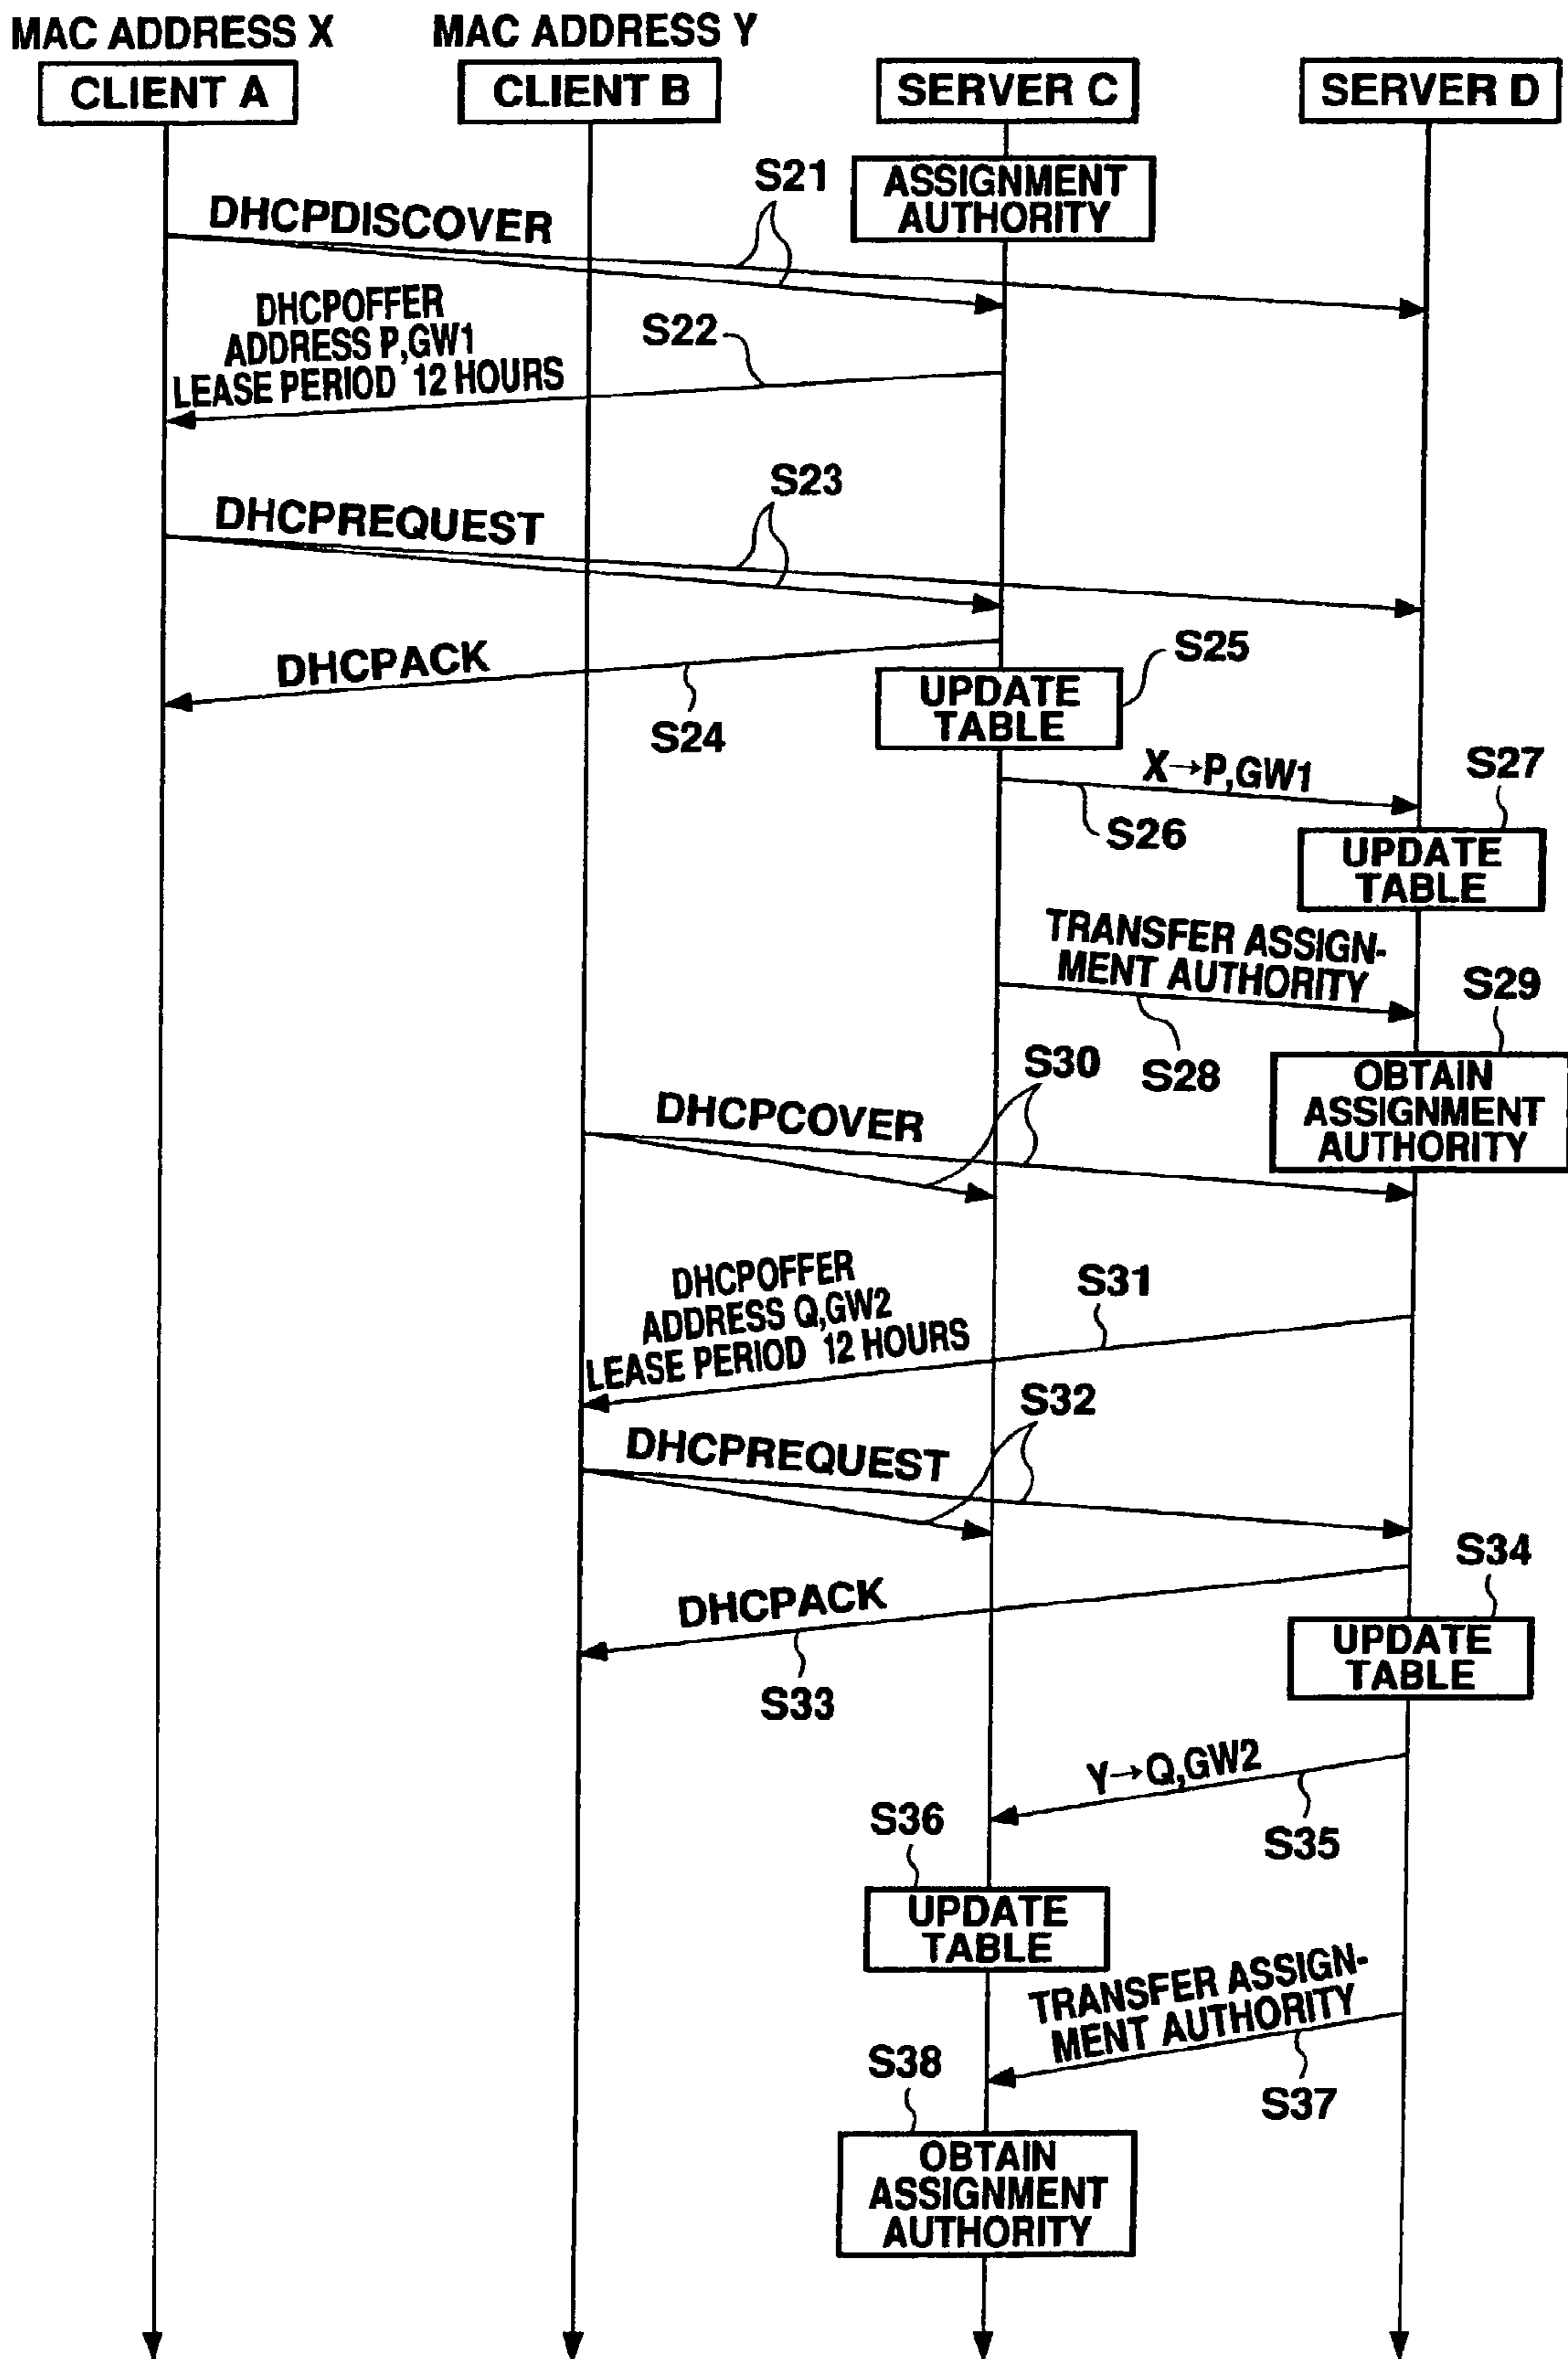 MAC ADDRESS X
MAC ADDRESS Y
CLIENT A
CLIENT B
SERVER C
SERVER D
ASSIGNMENT
AUTHORITY
S21
DHCPDISCOVER
DHCPOFFER
ADDRESS P,GW1
LEASE PERIOD 12 HOURS
S22
S23
DHCPREQUEST
DHCPACK
S24
S25
UPDATE
TABLE
X→P,GW1
S26
S27
UPDATE
TABLE
TRANSFER ASSIGN-
MENT AUTHORITY
S28
S29
OBTAIN
ASSIGNMENT
AUTHORITY
S30
DHCPCOVER
DHCPOFFER
ADDRESS Q,GW2
LEASE PERIOD 12 HOURS
S31
S32
DHCPREQUEST
DHCPACK
S33
S34
UPDATE
TABLE
Y→Q,GW2
S35
S36
UPDATE
TABLE
TRANSFER ASSIGN-
MENT AUTHORITY
S37
S38
OBTAIN
ASSIGNMENT
AUTHORITY